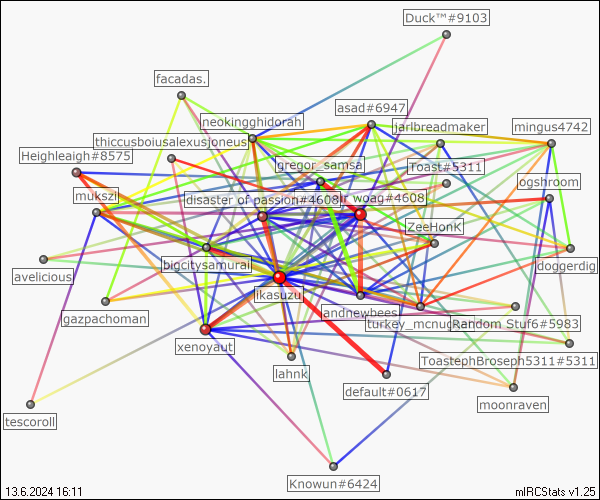 Duck™#9103
facadas.
neokingghidorah
asad#6947
jaribreadmaker
mingus4742
thiccusboiusalexusjoneus
Heighleaigh#8575
gregor_samsa
Toast#5311
ogshroom
mukszi
disaster of passion#4608
woag#4608
ZeeHonK
bigcitysamurai
doggerdig
avelicious
ikasuzu
gazpachoman
andnewbees
Random Stuf6#5983
xenoyaut
ToastephBroseph5311#5311
lahnk
default#0617
moonraven
tescoroll
Knowun#6424
13.6.2024 16:11
mIRCStats v1.25